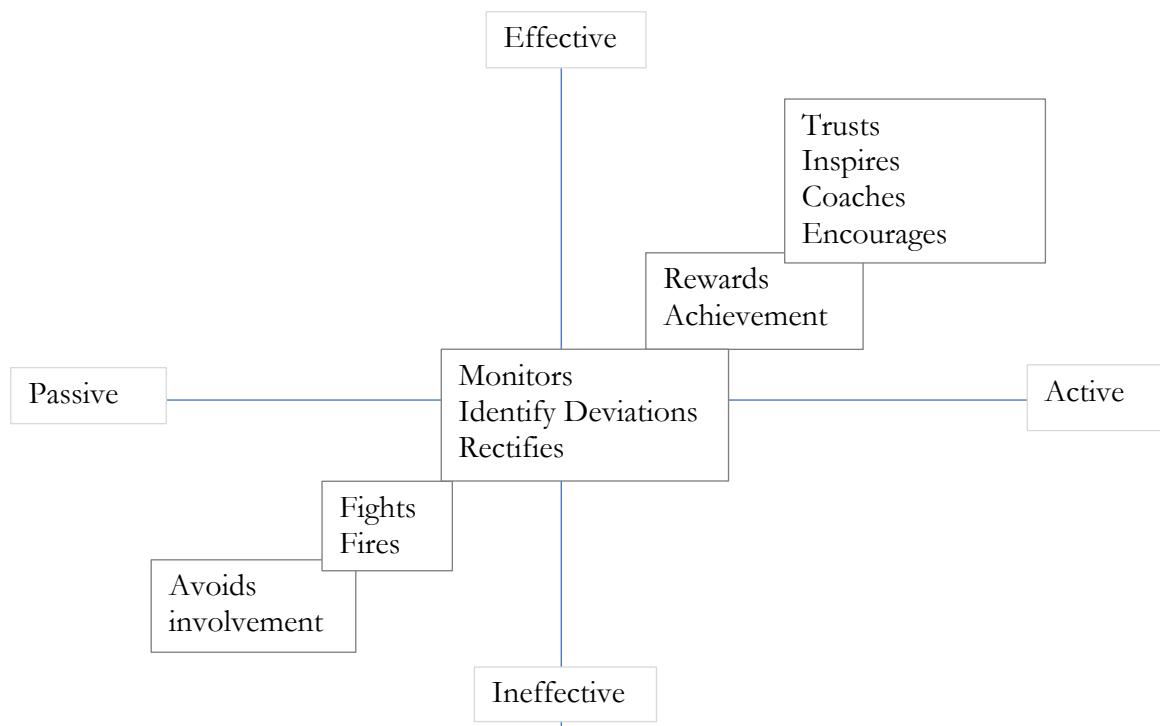 Effective
Trusts
Inspires
Coaches
Encourages
Rewards
Achievement
Monitors
Identify Deviations
Rectifies
Passive
Active
Fights
Fires
Avoids
involvement
Ineffective